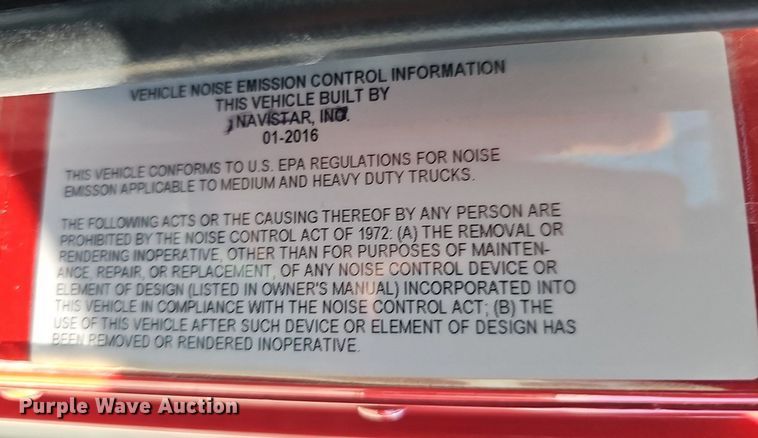 VEHICLE NOISE EMISSION CONTROL INFORMATION
THIS VEHICLE BUILT BY
NAVISTAR, INC.
01-2016
THIS VEHICLE CONFORMS TO U.S. EPA REGULATIONS FOR NOISE
EMISSON APPLICABLE TO MEDIUM AND HEAVY DUTY TRUCKS.
THE FOLLOWING ACTS OR THE CAUSING THEREOF BY ANY PERSON ARE
PROHIBITED BY THE NOISE CONTROL ACT OF 1972: (A) THE REMOVAL OR
RENDERING INOPERATIVE, OTHER THAN FOR PURPOSES OF MAINTEN-
ANCE, REPAIR, OR REPLACEMENT, OF ANY NOISE CONTROL DEVICE OR
ELEMENT OF DESIGN (LISTED IN OWNER'S MANUAL) INCORPORATED INTO
THIS VEHICLE IN COMPLIANCE WITH THE NOISE CONTROL ACT; (B) THE
USE OF THIS VEHICLE AFTER SUCH DEVICE OR ELEMENT OF DESIGN HAS
BEEN REMOVED OR RENDERED INOPERATIVE.
Purple Wave Auction